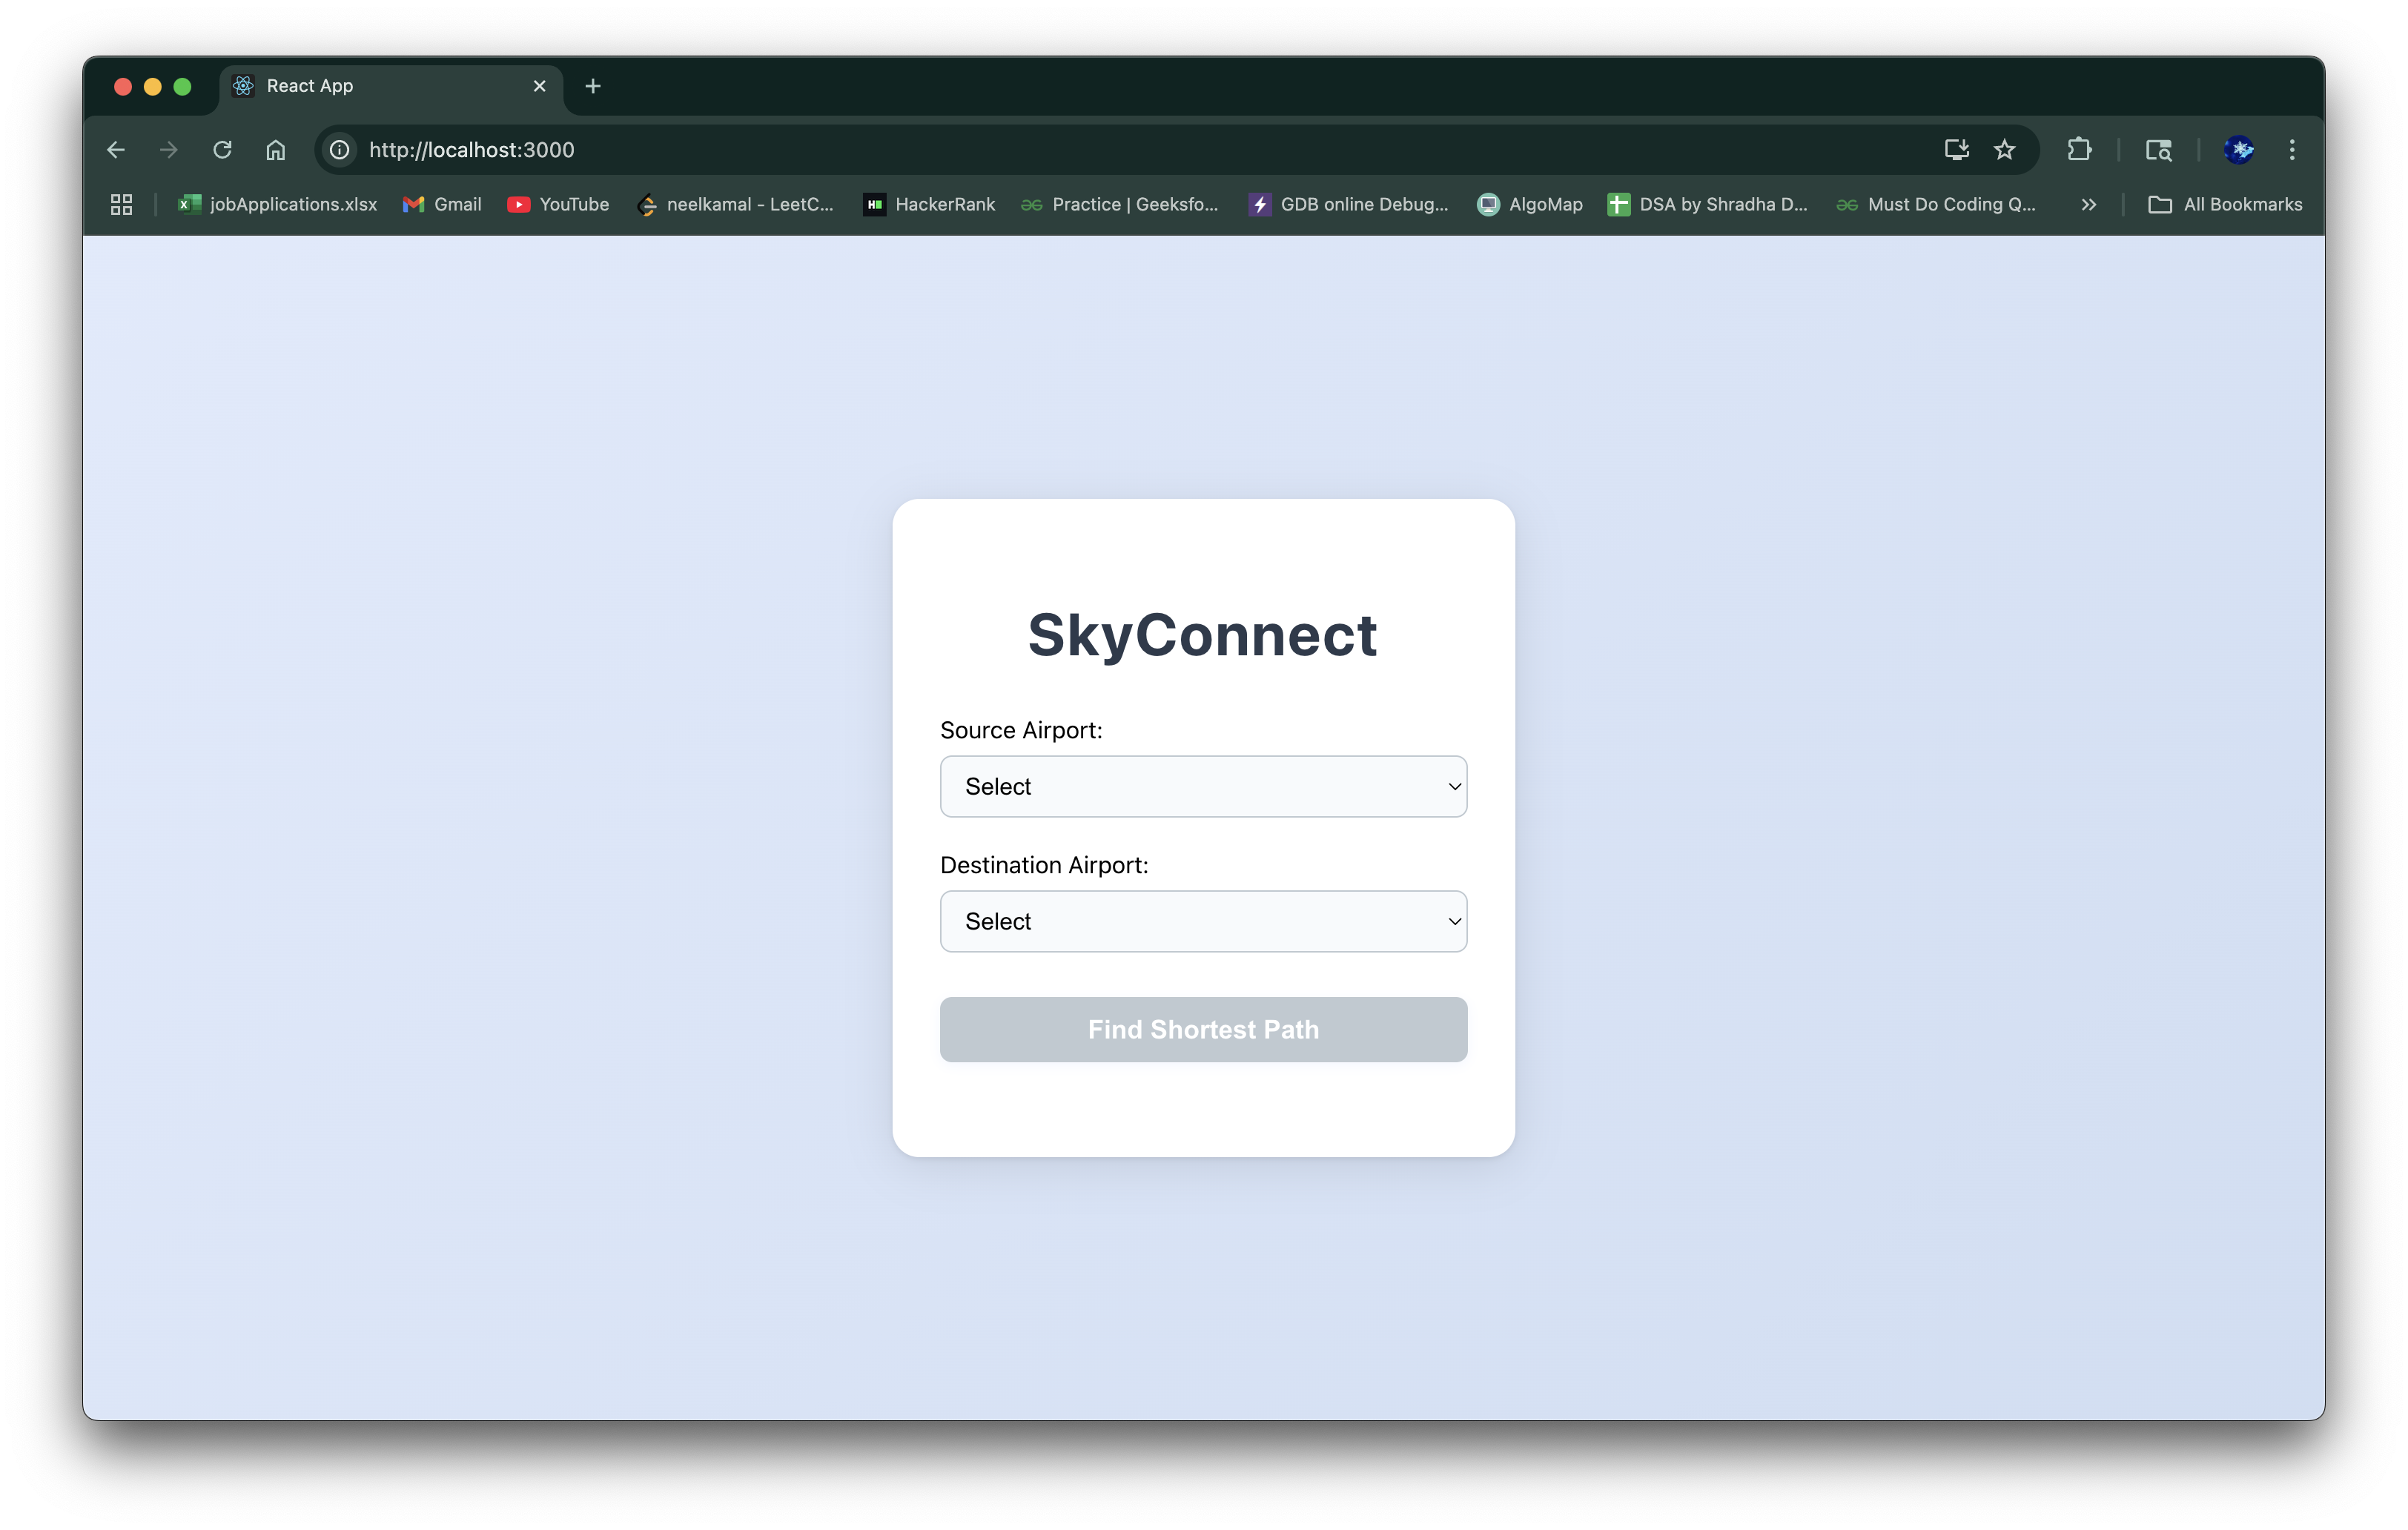 React App
http://localhost:3000
jobApplications.xlsx Gmail YouTube neelkamal - LeetC... HackerRank Practice | Geeksfo... GDB online Debug... AlgoMap DSA by Shradha D... Must Do Coding Q... All Bookmarks
SkyConnect
Source Airport:
Select
Destination Airport:
Select
Find Shortest Path